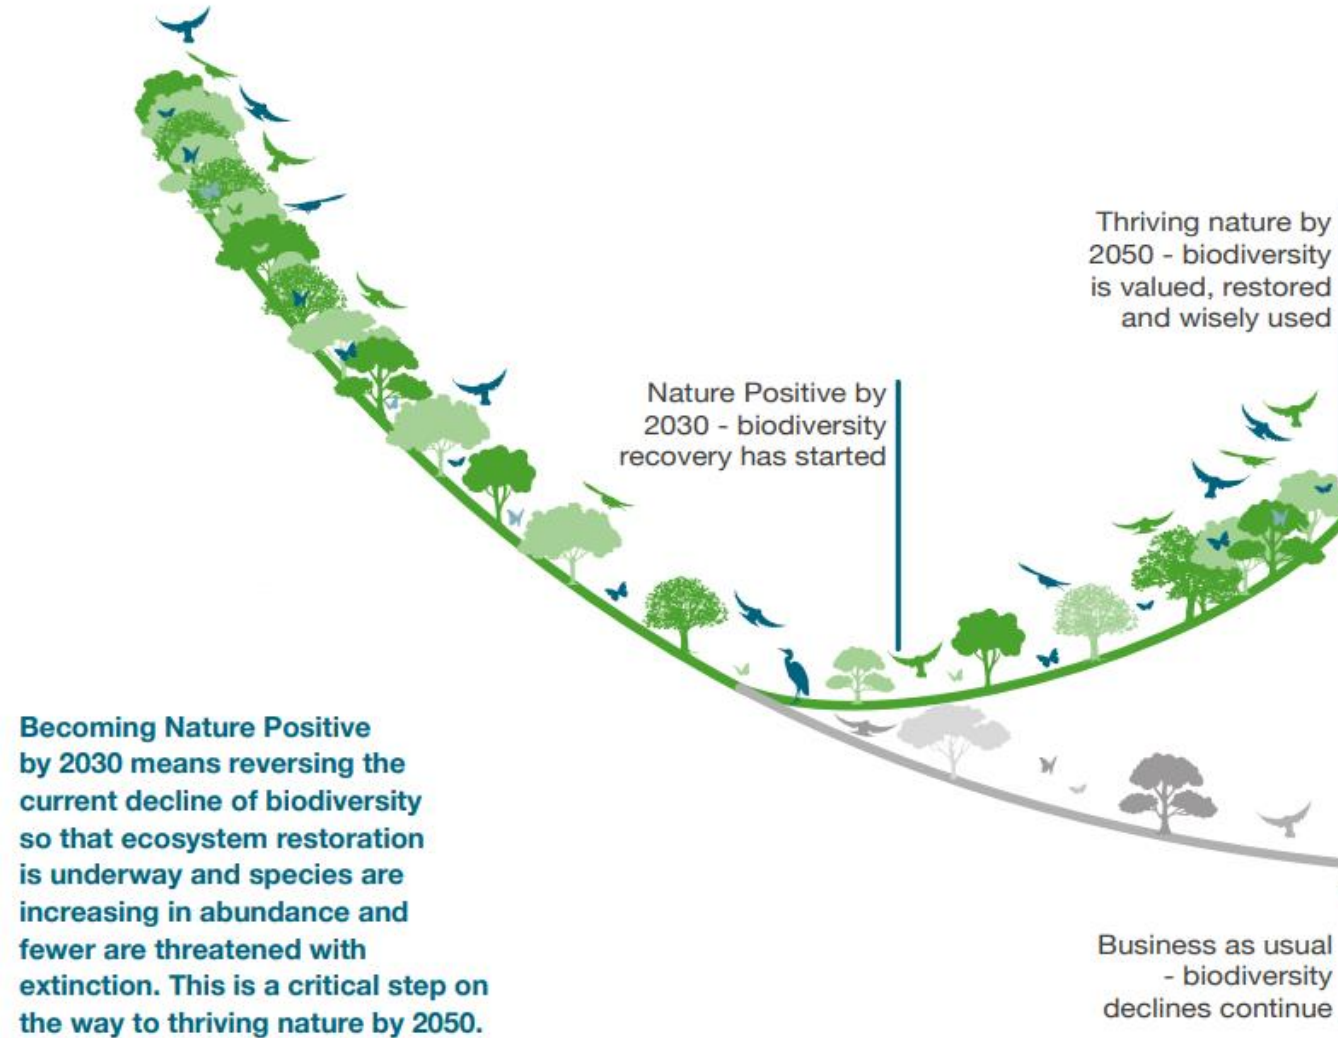 Thriving nature by
2050 - biodiversity
is valued, restored
and wisely used
Nature Positive by
2030 - biodiversity
recovery has started
Becoming Nature Positive
by 2030 means reversing the
current decline of biodiversity
so that ecosystem restoration
is underway and species are
increasing in abundance and
fewer are threatened with
extinction. This is a critical step on
the way to thriving nature by 2050.
Business as usual
- biodiversity
declines continue